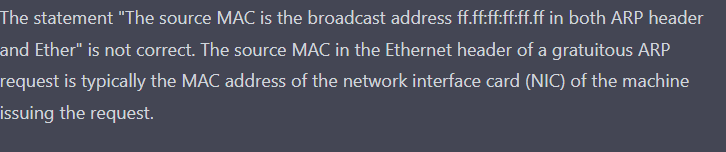 The statement "The source MAC is the broadcast address ff.ff:ff:ff:ff.ff in both ARP header
and Ether" is not correct. The source MAC in the Ethernet header of a gratuitous ARP
request is typically the MAC address of the network interface card (NIC) of the machine
issuing the request.